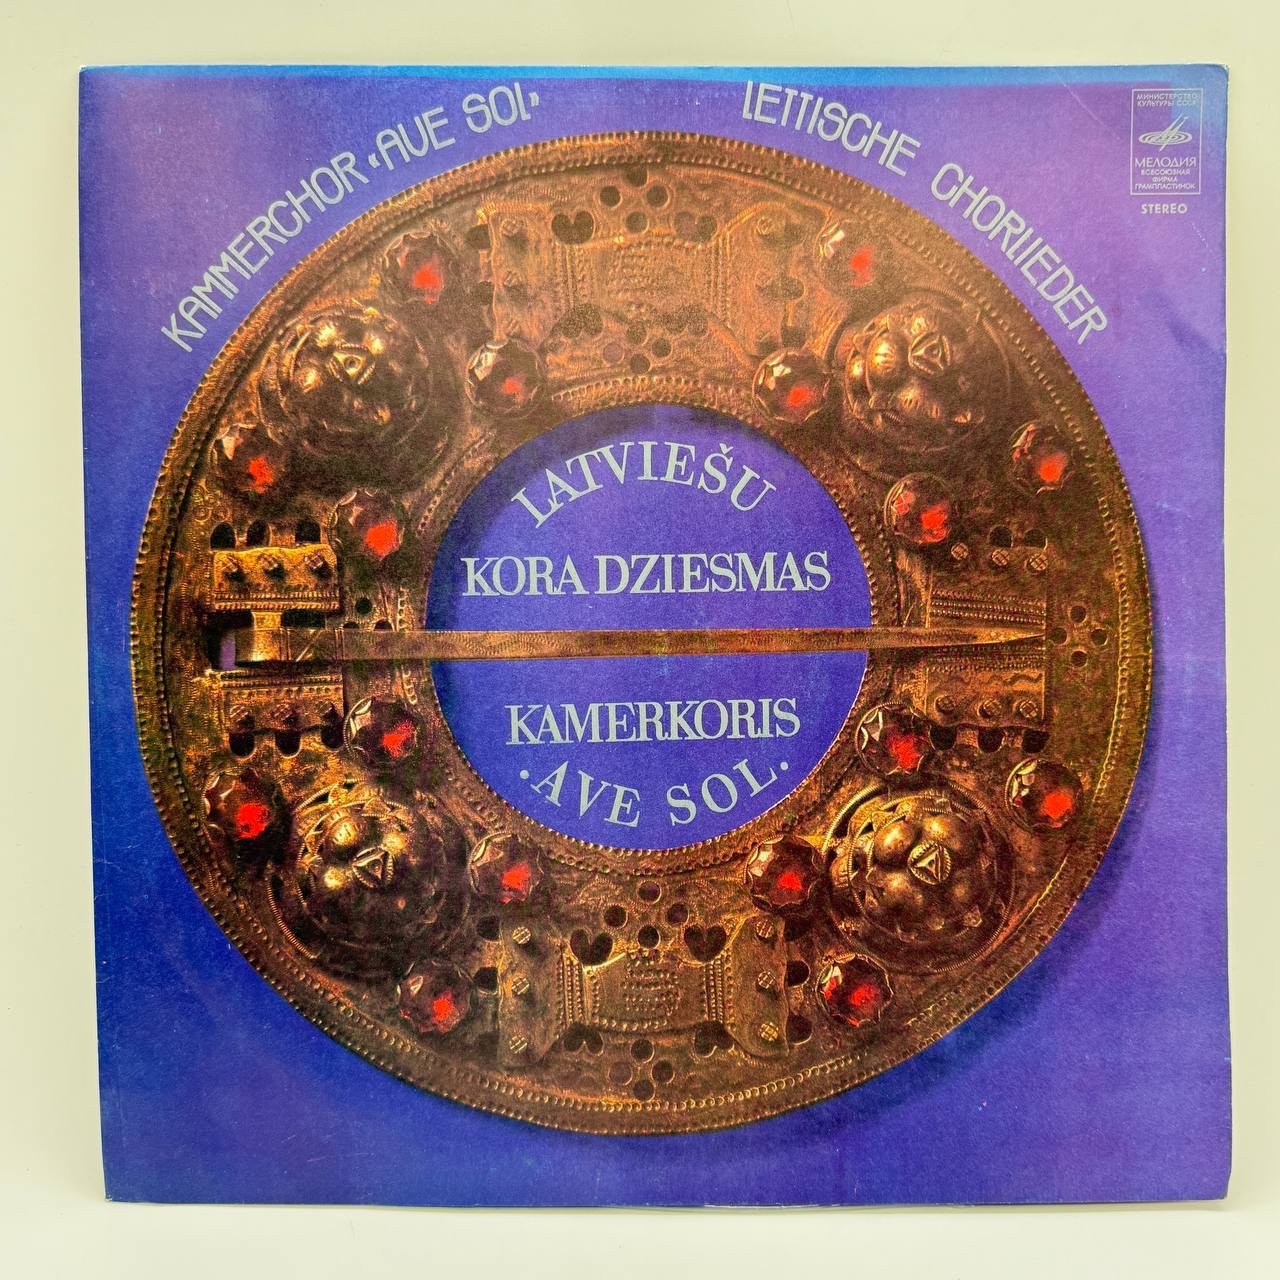 KAMMERCHOR «AVE SOL»
LETTISCHE CHORLIEDER
МИНИСТЕРСТВО
КУЛЬТУРЫ СССР
МЕЛОДИЯ
ВСЕСОЮЗНАЯ
ФИРМА
ГРАМПЛАСТИНОК
STEREO
LATVIEŠU
KORA DZIESMAS
KAMERKORIS
·AVE SOL·